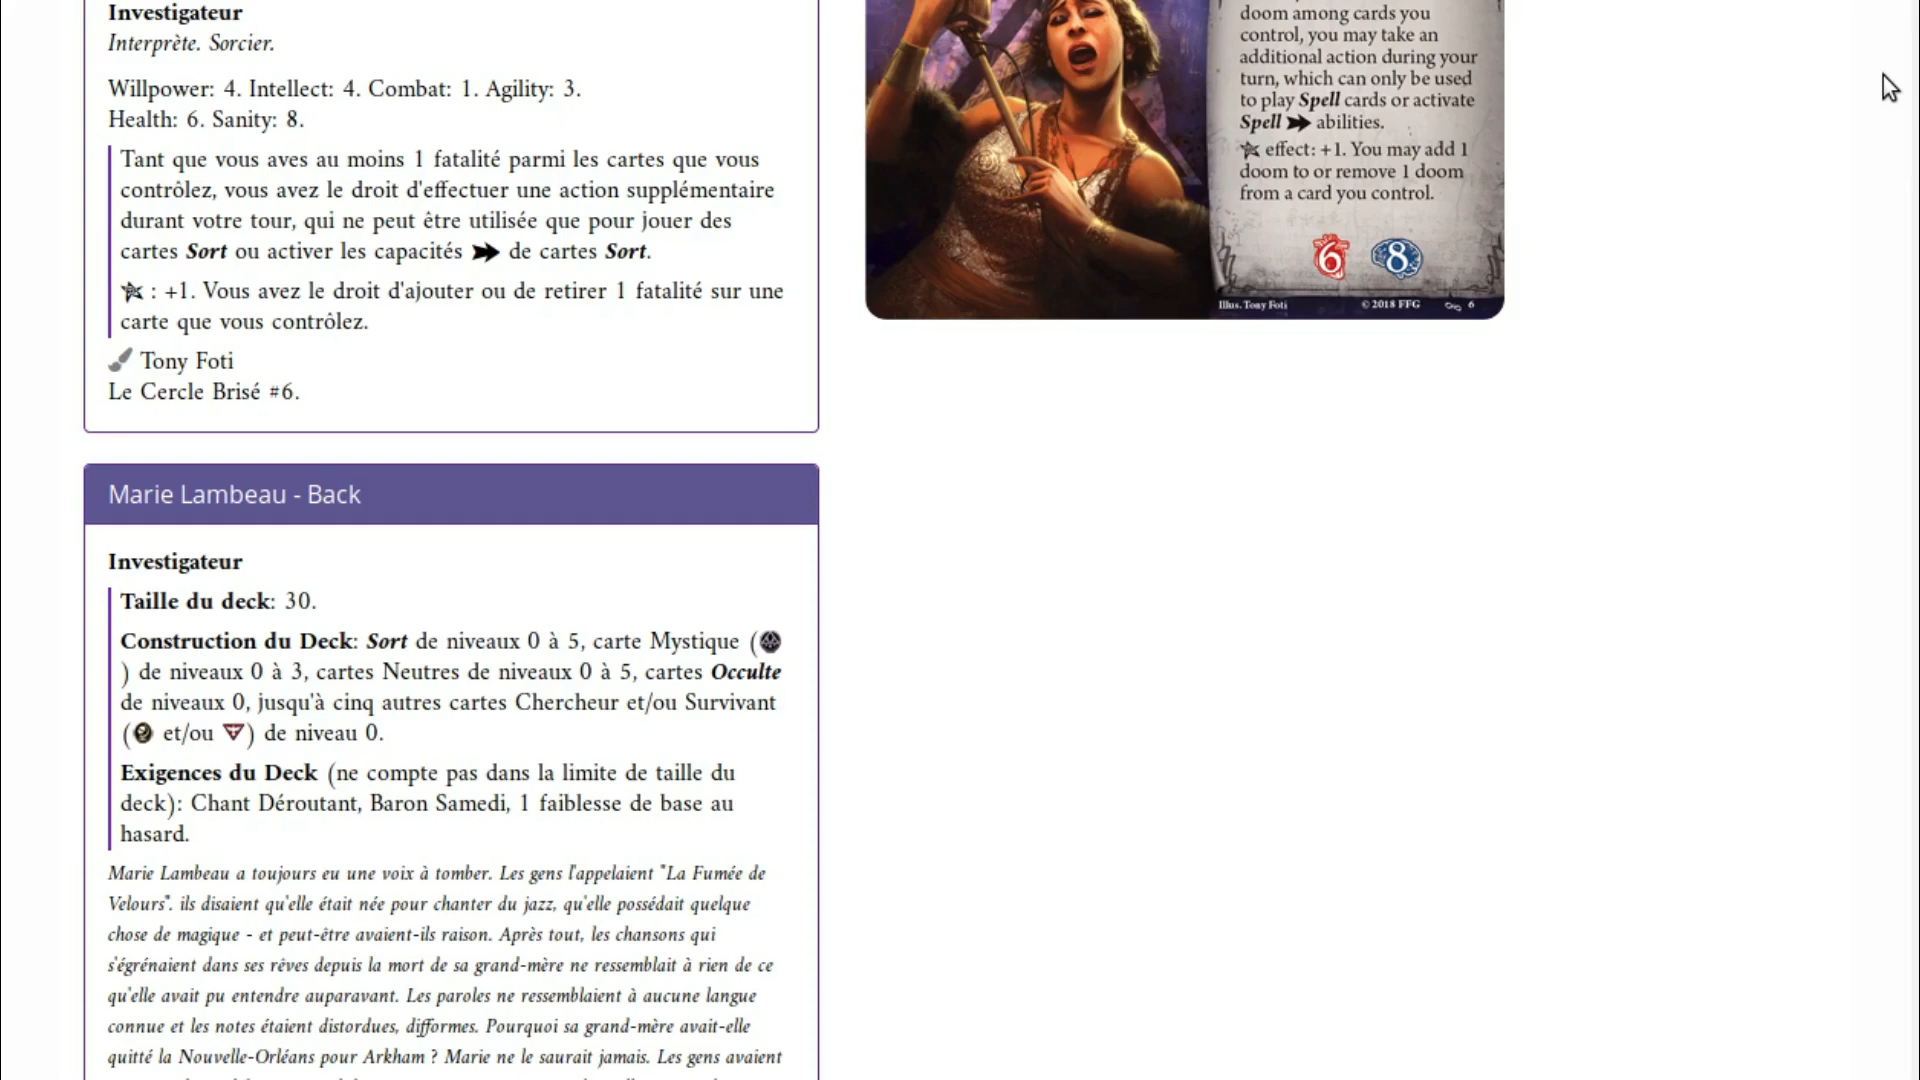 Investigateur
Interprète. Sorcier.
Willpower: 4. Intellect: 4. Combat: 1. Agility: 3.
Health: 6. Sanity: 8.
Tant que vous aves au moins 1 fatalité parmi les cartes que vous
contrôlez, vous avez le droit d'effectuer une action supplémentaire
durant votre tour, qui ne peut être utilisée que pour jouer des
cartes Sort ou activer les capacités de cartes Sort.
: +1. Vous avez le droit d'ajouter ou de retirer 1 fatalité sur une
carte que vous contrôlez.
Tony Foti
Le Cercle Brisé #6.
doom among cards you
control, you may take an
additional action during your
turn, which can only be used
to play Spell cards or activate
Spell abilities.
effect: +1. You may add 1
doom to or remove 1 doom
from a card you control.
6 8
Illus. Tony Foti © 2018 FFG 6
Marie Lambeau - Back
Investigateur
Taille du deck: 30.
Construction du Deck: Sort de niveaux 0 à 5, carte Mystique (
) de niveaux 0 à 3, cartes Neutres de niveaux 0 à 5, cartes Occulte
de niveaux 0, jusqu'à cinq autres cartes Chercheur et/ou Survivant
( et/ou ) de niveau 0.
Exigences du Deck (ne compte pas dans la limite de taille du
deck): Chant Déroutant, Baron Samedi, 1 faiblesse de base au
hasard.
Marie Lambeau a toujours eu une voix à tomber. Les gens l'appelaient "La Fumée de
Velours". ils disaient qu'elle était née pour chanter du jazz, qu'elle possédait quelque
chose de magique - et peut-être avaient-ils raison. Après tout, les chansons qui
s'égrénaient dans ses rêves depuis la mort de sa grand-mère ne ressemblait à rien de ce
qu'elle avait pu entendre auparavant. Les paroles ne ressemblaient à aucune langue
connue et les notes étaient distordues, difformes. Pourquoi sa grand-mère avait-elle
quitté la Nouvelle-Orléans pour Arkham ? Marie ne le saurait jamais. Les gens avaient